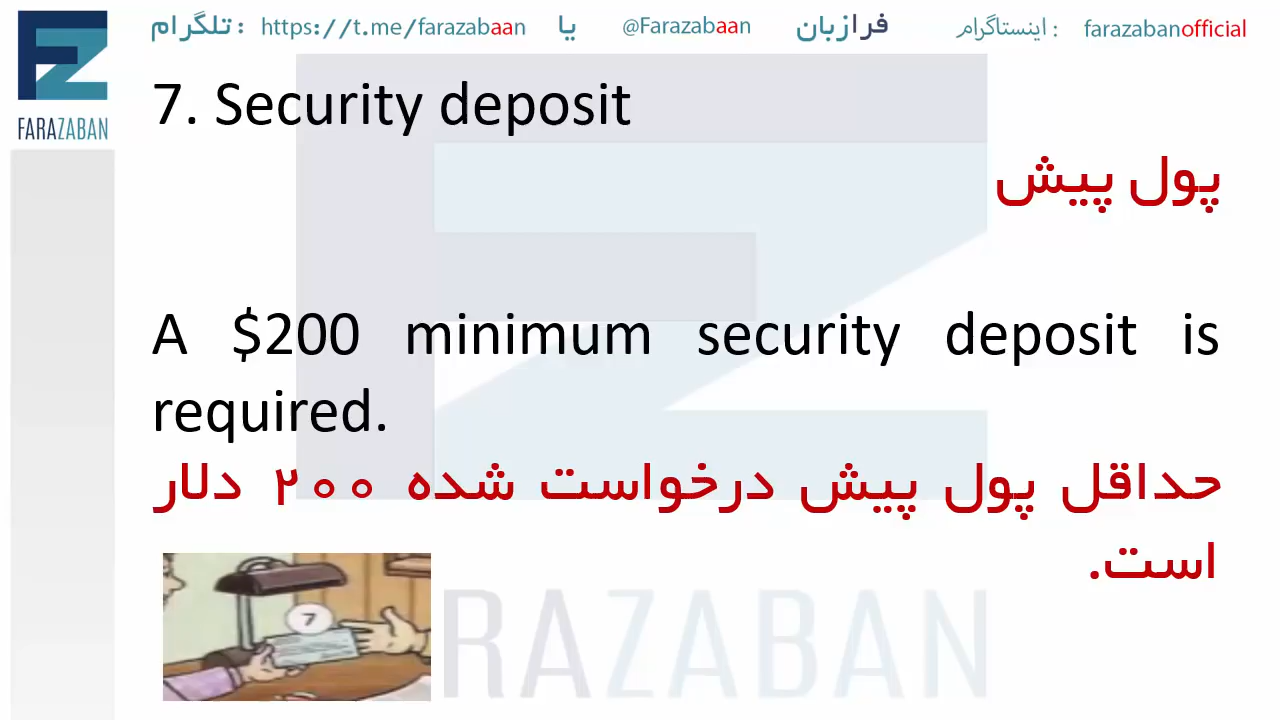 تلگرام : https://t.me/farazabaan یا @Farazabaan فرازبان اینستاگرام : farazabanofficial
FARAZABAN
7. Security deposit
پول پیش
A $200 minimum security deposit is
required.
حداقل پول پیش درخواست شده ۲۰۰ دلار
است.
7
FARAZABAN